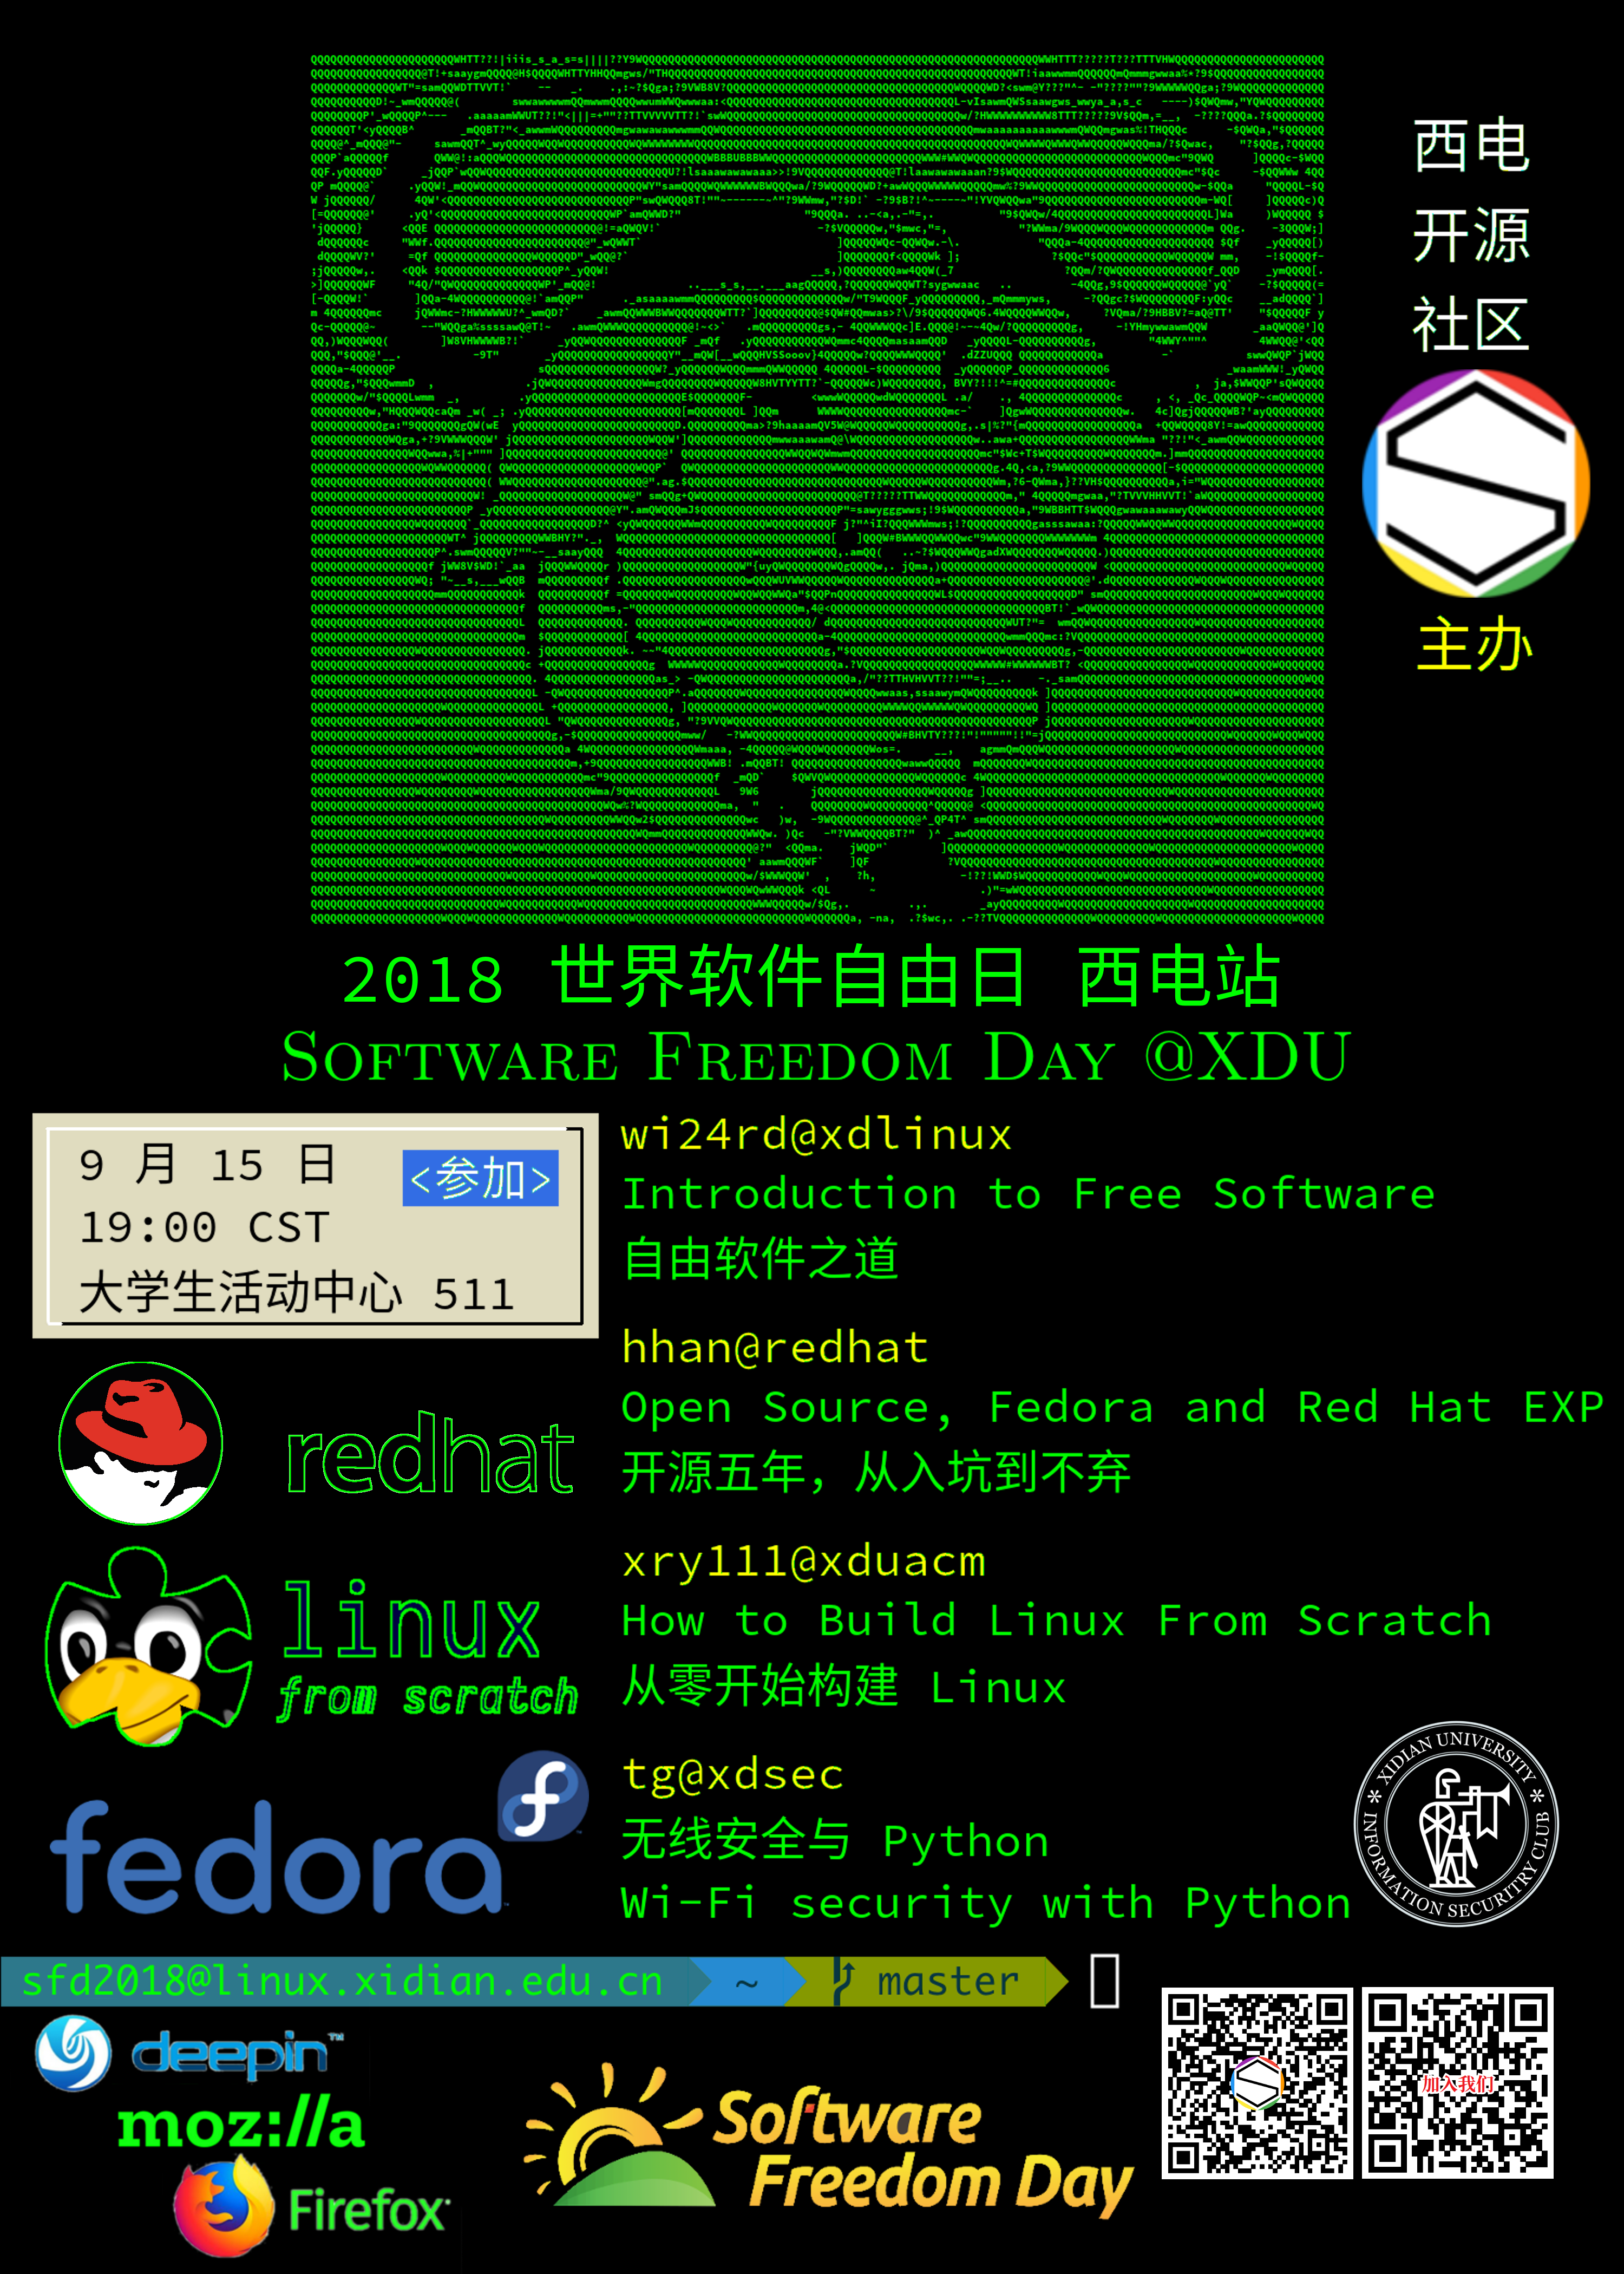 西电
开源
社区
主办
2018 世界软件自由日 西电站
SOFTWARE FREEDOM DAY @XDU
9 月 15 日
<参加>
19:00 CST
大学生活动中心 511
wi24rd@xdlinux
Introduction to Free Software
自由软件之道
hhan@redhat
Open Source, Fedora and Red Hat EXP
开源五年，从入坑到不弃
redhat
xry111@xduacm
How to Build Linux From Scratch
从零开始构建 Linux
linux
from scratch
tg@xdsec
无线安全与 Python
Wi-Fi security with Python
fedora
XIDIAN UNIVERSITY
INFORMATION SECURITRY CLUB
sfd2018@linux.xidian.edu.cn ~ master
deepin™
moz://a
Firefox
Software
Freedom Day
加入我们